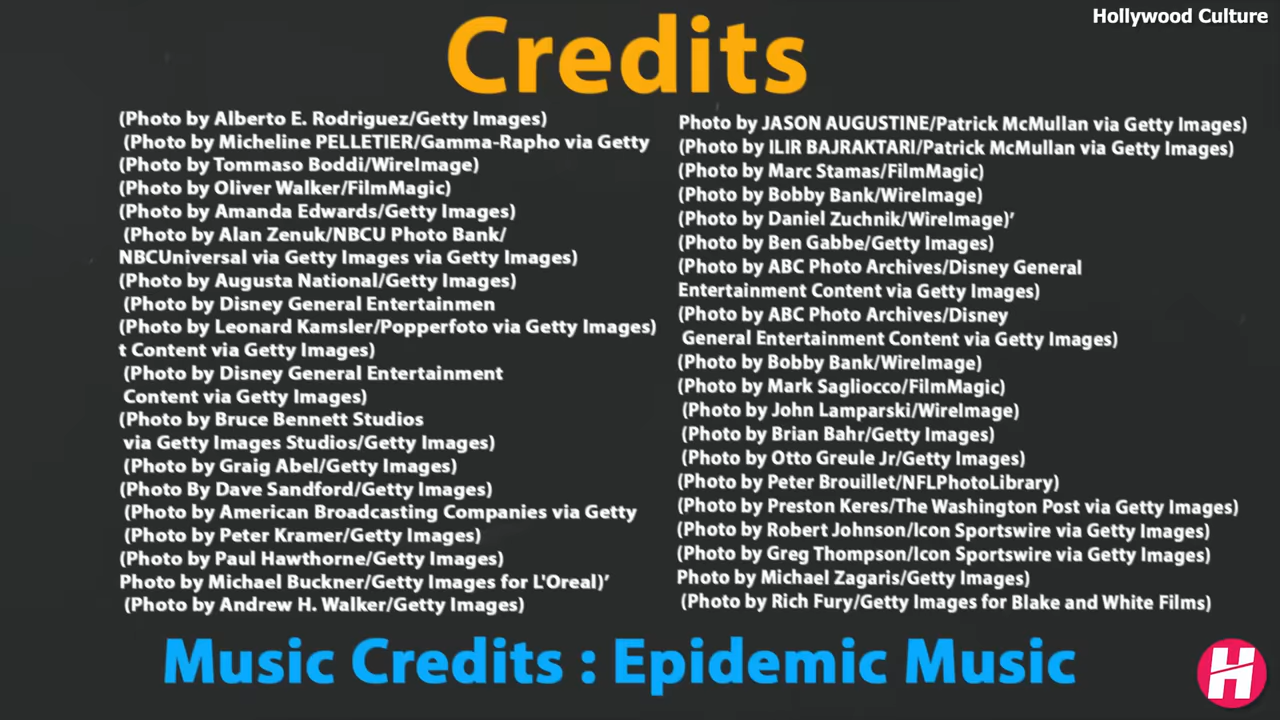 Hollywood Culture
Credits
(Photo by Alberto E. Rodriguez/Getty Images)
(Photo by Micheline PELLETIER/Gamma-Rapho via Getty
(Photo by Tommaso Boddi/WireImage)
(Photo by Oliver Walker/FilmMagic)
(Photo by Amanda Edwards/Getty Images)
(Photo by Alan Zenuk/NBCU Photo Bank/
NBCUniversal via Getty Images via Getty Images)
(Photo by Augusta National/Getty Images)
(Photo by Disney General Entertainmen
(Photo by Leonard Kamsler/Popperfoto via Getty Images)
t Content via Getty Images)
(Photo by Disney General Entertainment
Content via Getty Images)
(Photo by Bruce Bennett Studios
via Getty Images Studios/Getty Images)
(Photo by Graig Abel/Getty Images)
(Photo By Dave Sandford/Getty Images)
(Photo by American Broadcasting Companies via Getty
(Photo by Peter Kramer/Getty Images)
(Photo by Paul Hawthorne/Getty Images)
Photo by Michael Buckner/Getty Images for L'Oreal)’
(Photo by Andrew H. Walker/Getty Images)
Photo by JASON AUGUSTINE/Patrick McMullan via Getty Images)
(Photo by ILIR BAJRAKTARI/Patrick McMullan via Getty Images)
(Photo by Marc Stamas/FilmMagic)
(Photo by Bobby Bank/WireImage)
(Photo by Daniel Zuchnik/WireImage)’
(Photo by Ben Gabbe/Getty Images)
(Photo by ABC Photo Archives/Disney General
Entertainment Content via Getty Images)
(Photo by ABC Photo Archives/Disney
General Entertainment Content via Getty Images)
(Photo by Bobby Bank/WireImage)
(Photo by Mark Sagliocco/FilmMagic)
(Photo by John Lamparski/WireImage)
(Photo by Brian Bahr/Getty Images)
(Photo by Otto Greule Jr/Getty Images)
(Photo by Peter Brouillet/NFLPhotoLibrary)
(Photo by Preston Keres/The Washington Post via Getty Images)
(Photo by Robert Johnson/Icon Sportswire via Getty Images)
(Photo by Greg Thompson/Icon Sportswire via Getty Images)
Photo by Michael Zagaris/Getty Images)
(Photo by Rich Fury/Getty Images for Blake and White Films)
Music Credits : Epidemic Music
H